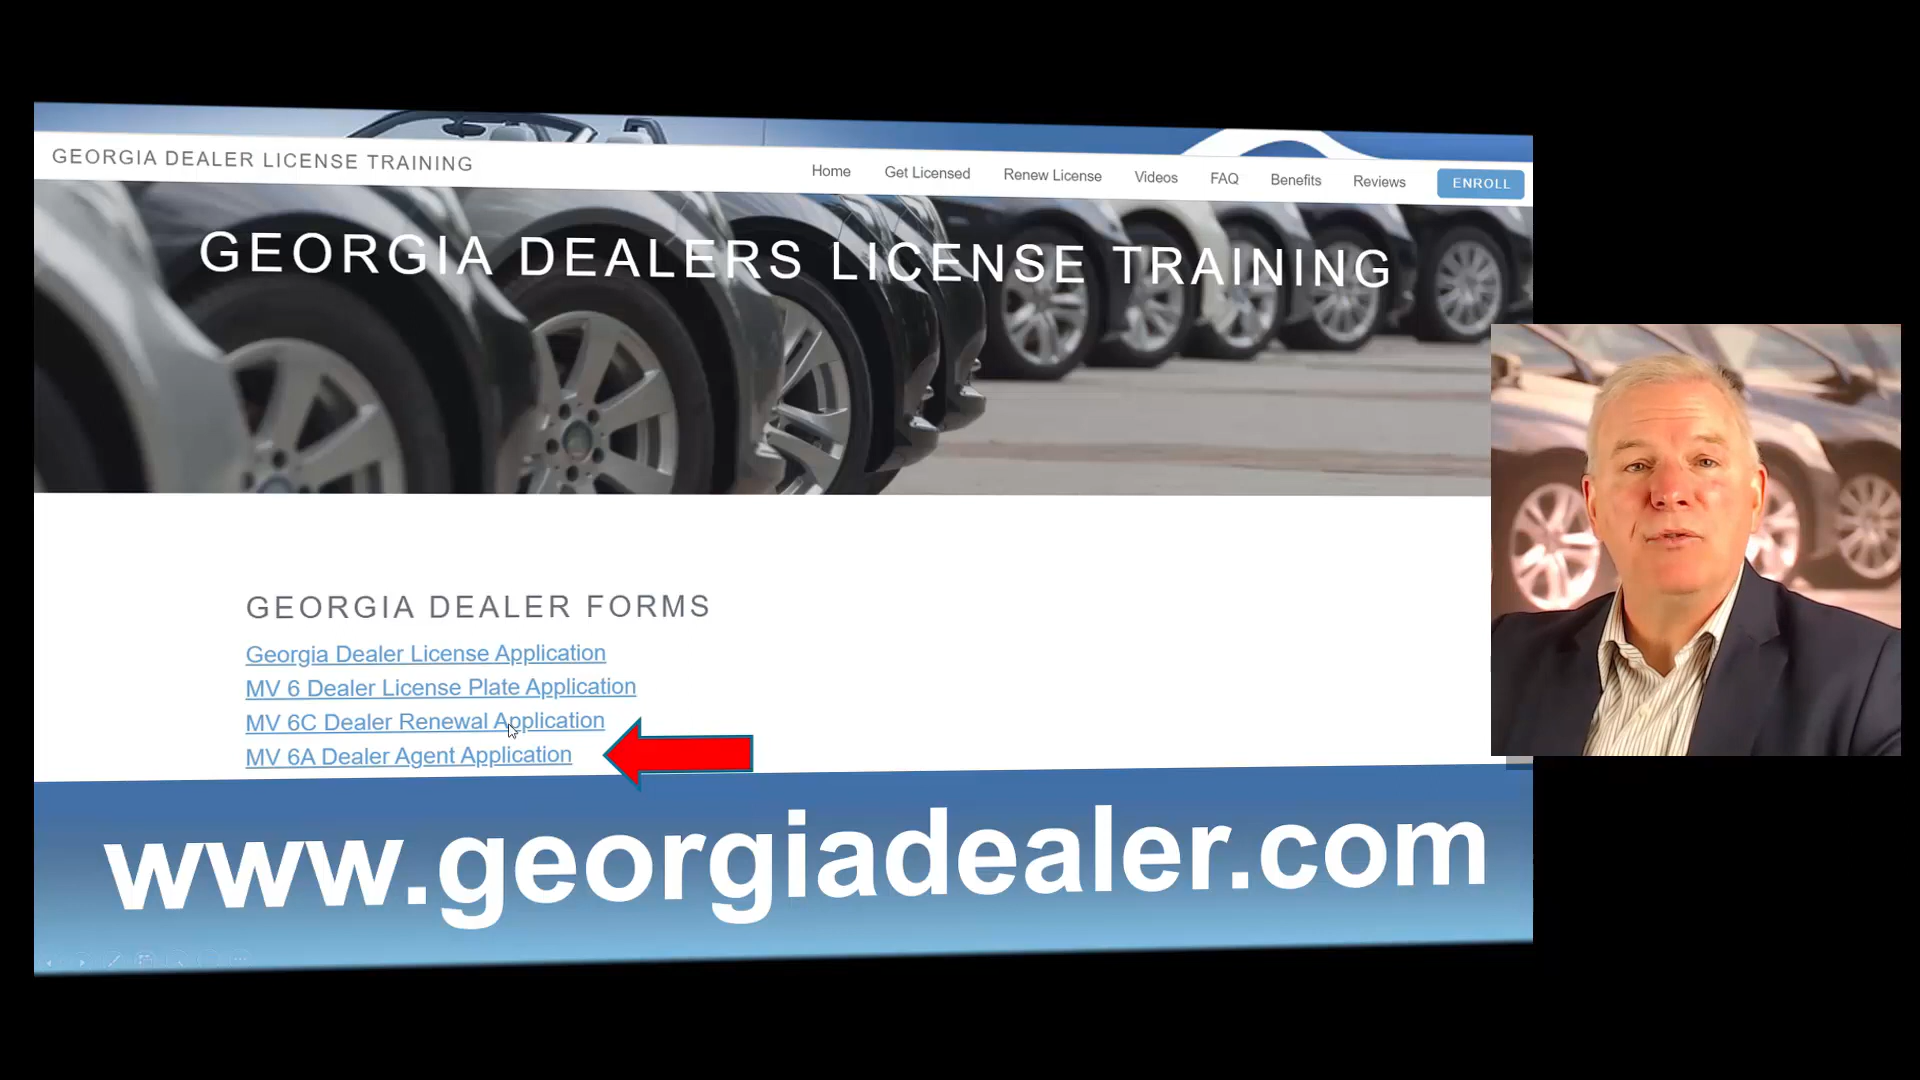 GEORGIA DEALER LICENSE TRAINING
Home Get Licensed Renew License Videos FAQ Benefits Reviews ENROLL
GEORGIA DEALERS LICENSE TRAINING
GEORGIA DEALER FORMS
Georgia Dealer License Application
MV 6 Dealer License Plate Application
MV 6C Dealer Renewal Application
MV 6A Dealer Agent Application
www.georgiadealer.com